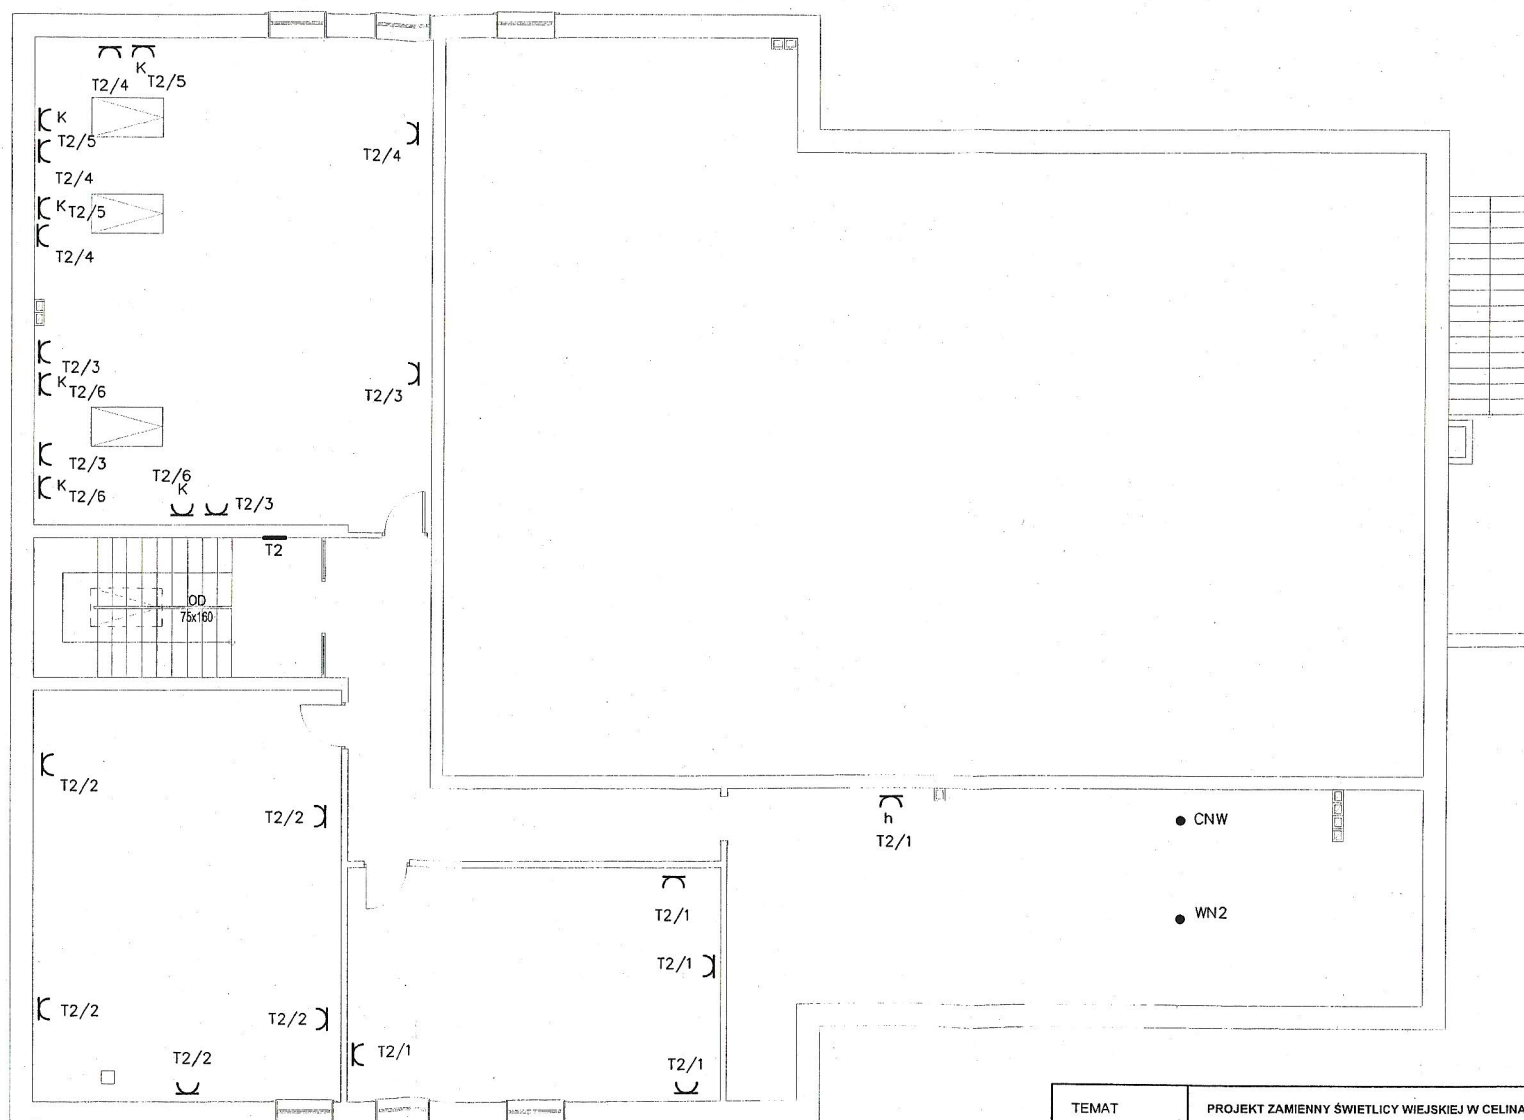 T2/4
K
T2/5
K
T2/5
T2/4
T2/4
K
T2/5
T2/4
T2/3
K
T2/6
T2/3
T2/3
K
T2/6
T2/6
K
T2/3
T2
OD
75x160
T2/2
T2/2
h
T2/1
CNW
WN2
T2/1
T2/1
T2/2
T2/2
T2/1
T2/2
T2/1
TEMAT
PROJEKT ZAMIENNY ŚWIETLICY WIEJSKIEJ W CELINA